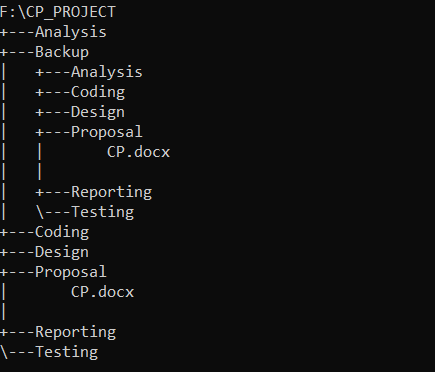 F:\CP_PROJECT
+---Analysis
+---Backup
|   +---Analysis
|   +---Coding
|   +---Design
|   +---Proposal
|   |       CP.docx
|   |
|   +---Reporting
|   \---Testing
+---Coding
+---Design
+---Proposal
|       CP.docx
|
+---Reporting
\---Testing